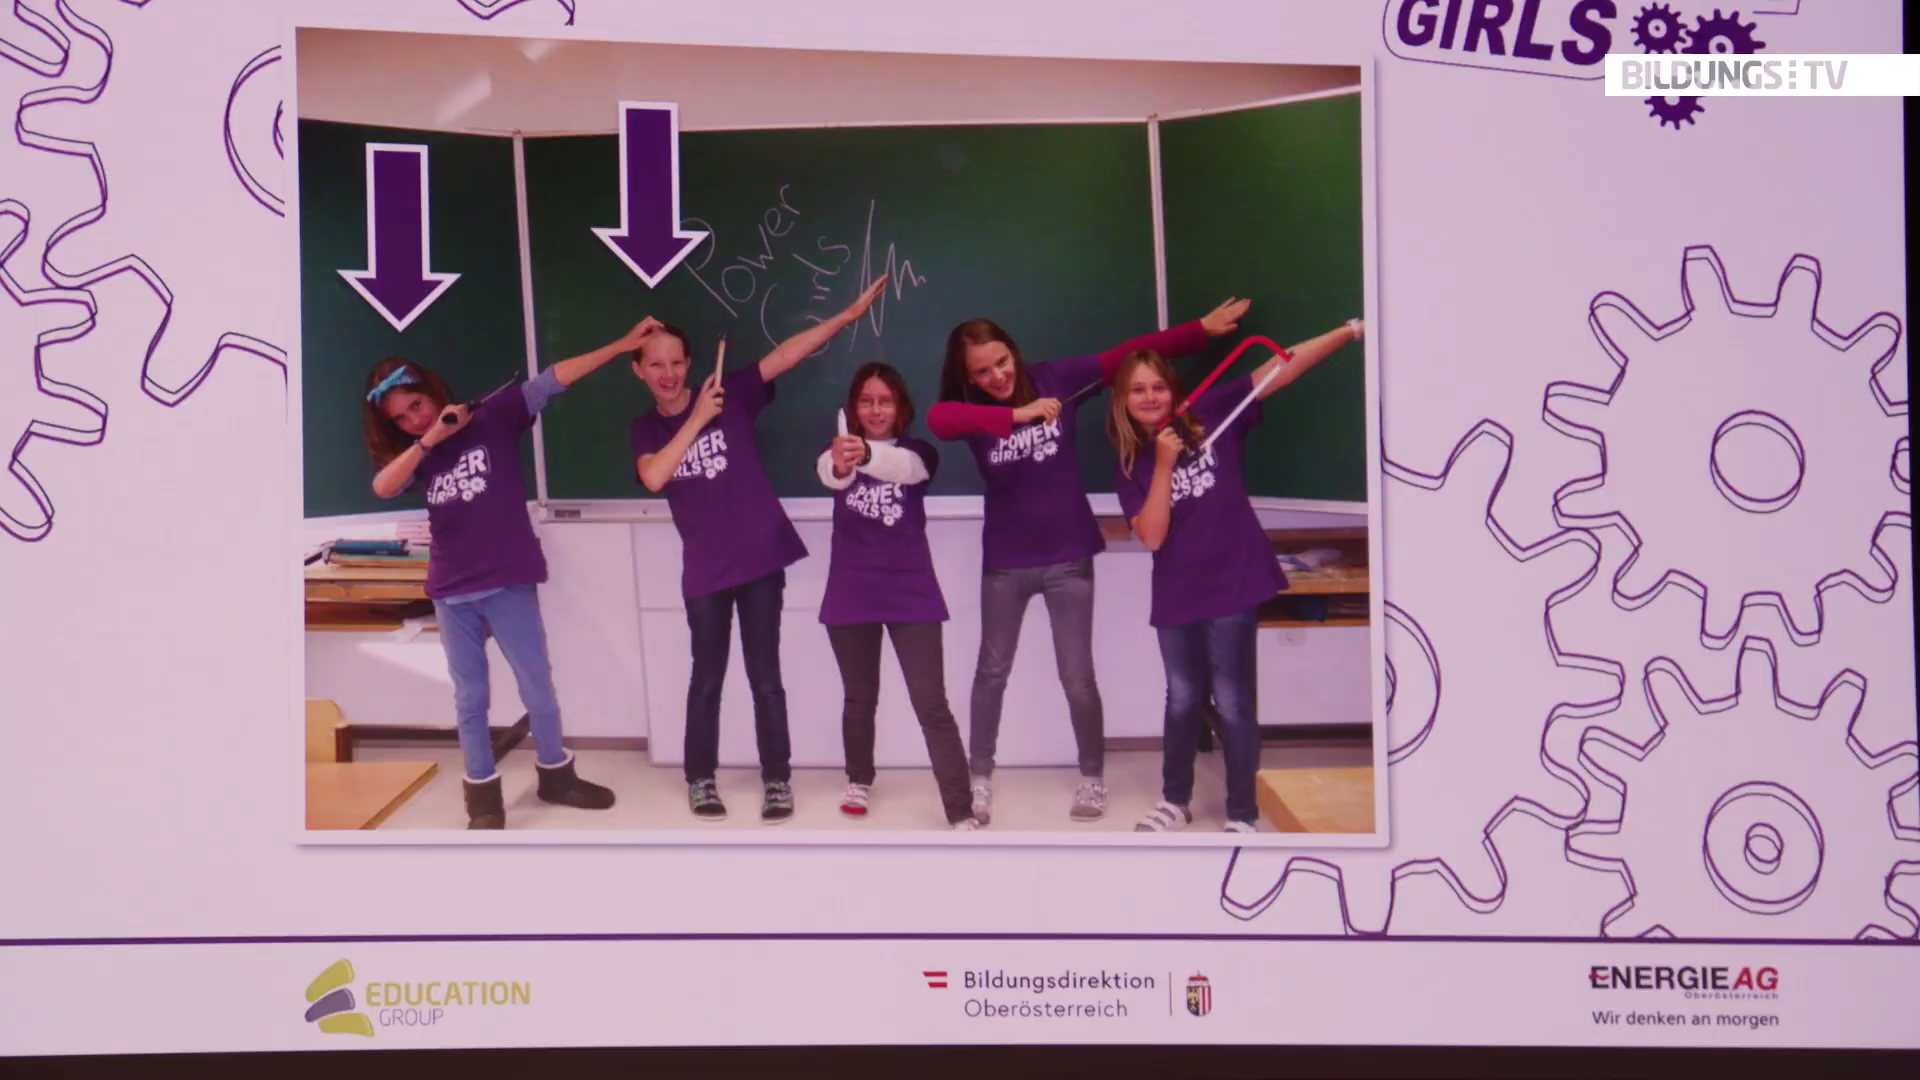 GIRLS
BILDUNGS:TV
Power
Girls
POWER
GIRLS
POWER
GIRLS
POWER
GIRLS
POWER
GIRLS
EDUCATION
GROUP
Bildungsdirektion
Oberösterreich
ENERGIE AG
Oberösterreich
Wir denken an morgen